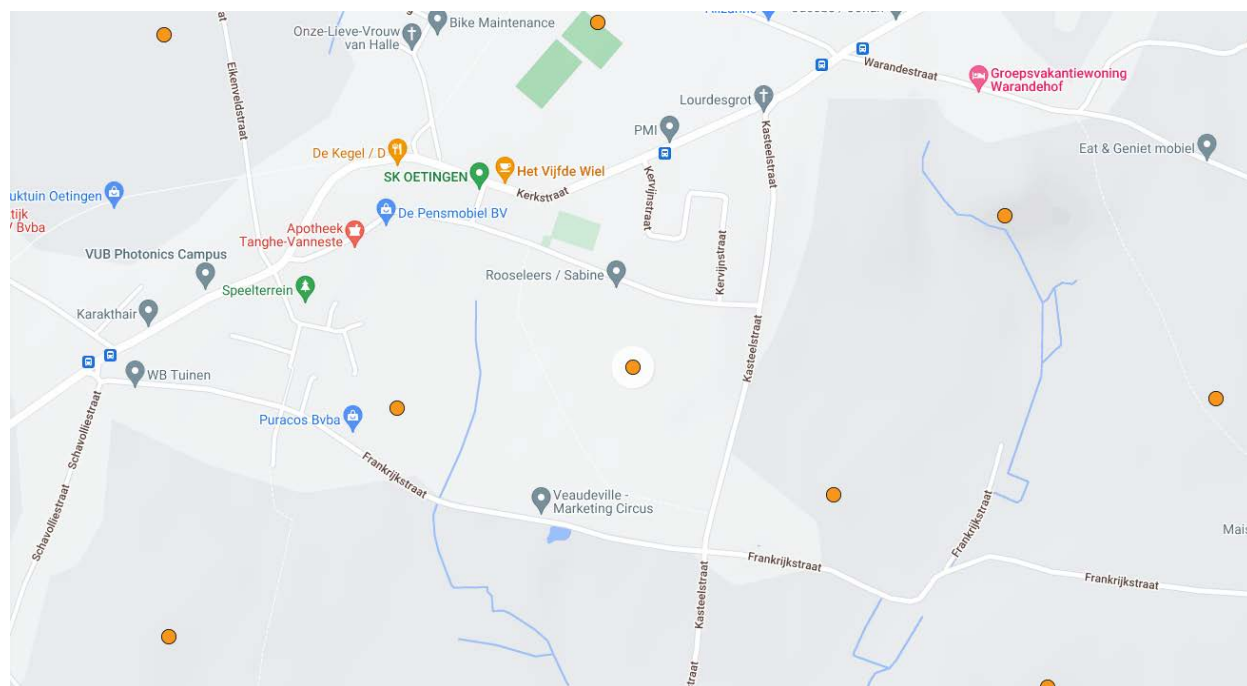 Bike Maintenance
Onze-Lieve-Vrouw
van Halle
Eikenveldstraat
Warandestraat
Groepsvakantiewoning
Warandehof
Lourdesgrot
Kasteelstraat
PMI
De Kegel / D
Het Vijfde Wiel
SK OETINGEN
Kerkstraat
Kervijnstraat
Eat & Geniet mobiel
uktuin Oetingen
tijk
/ Bvba
De Pensmobiel BV
Apotheek
Tanghe-Vanneste
VUB Photonics Campus
Kervijnstraat
Rooseleers / Sabine
Speelterrein
Karakthair
Kasteelstraat
WB Tuinen
Puracos Bvba
Schavolliestraat
Frankrijkstraat
Veaudeville -
Marketing Circus
Schavolliestraat
Frankrijkstraat
Mais
Frankrijkstraat
Frankrijkstraat
Kasteelstraat
raat